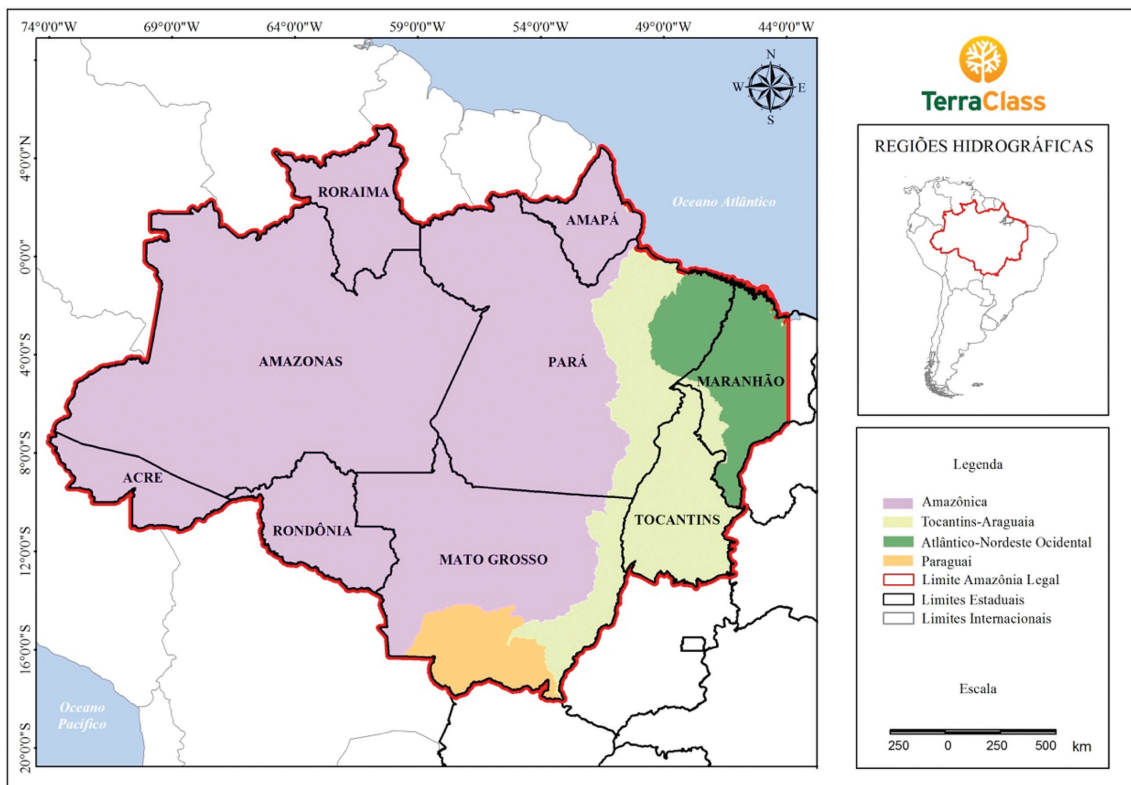 74°0'0"W 69°0'0"W 64°0'0"W 59°0'0"W 54°0'0"W 49°0'0"W 44°0'0"W
4°0'0"N
0°0'0"
4°0'0"S
8°0'0"S
12°0'0"S
16°0'0"S
20°0'0"S
N
W E
S
Oceano Atlântico
RORAIMA
AMAPÁ
AMAZONAS
PARÁ
MARANHÃO
ACRE
RONDÔNIA
TOCANTINS
MATO GROSSO
Oceano
Pacífico
TerraClass
REGIÕES HIDROGRÁFICAS
Legenda
Amazônica
Tocantins-Araguaia
Atlântico-Nordeste Ocidental
Paraguai
Limite Amazônia Legal
Limites Estaduais
Limites Internacionais
Escala
250 0 250 500 km